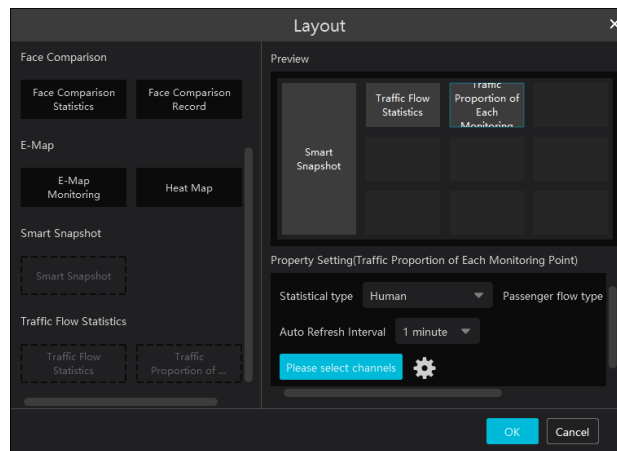 Layout
Face Comparison
Face Comparison
Statistics
Face Comparison
Record
E-Map
E-Map
Monitoring
Heat Map
Smart Snapshot
Smart Snapshot
Traffic Flow Statistics
Traffic Flow
Statistics
Traffic
Proportion of ...
Preview
Smart
Snapshot
Traffic Flow
Statistics
Traffic
Proportion of
Each
Monitoring
Property Setting(Traffic Proportion of Each Monitoring Point)
Statistical type Human Passenger flow type
Auto Refresh Interval 1 minute
Please select channels
OK Cancel